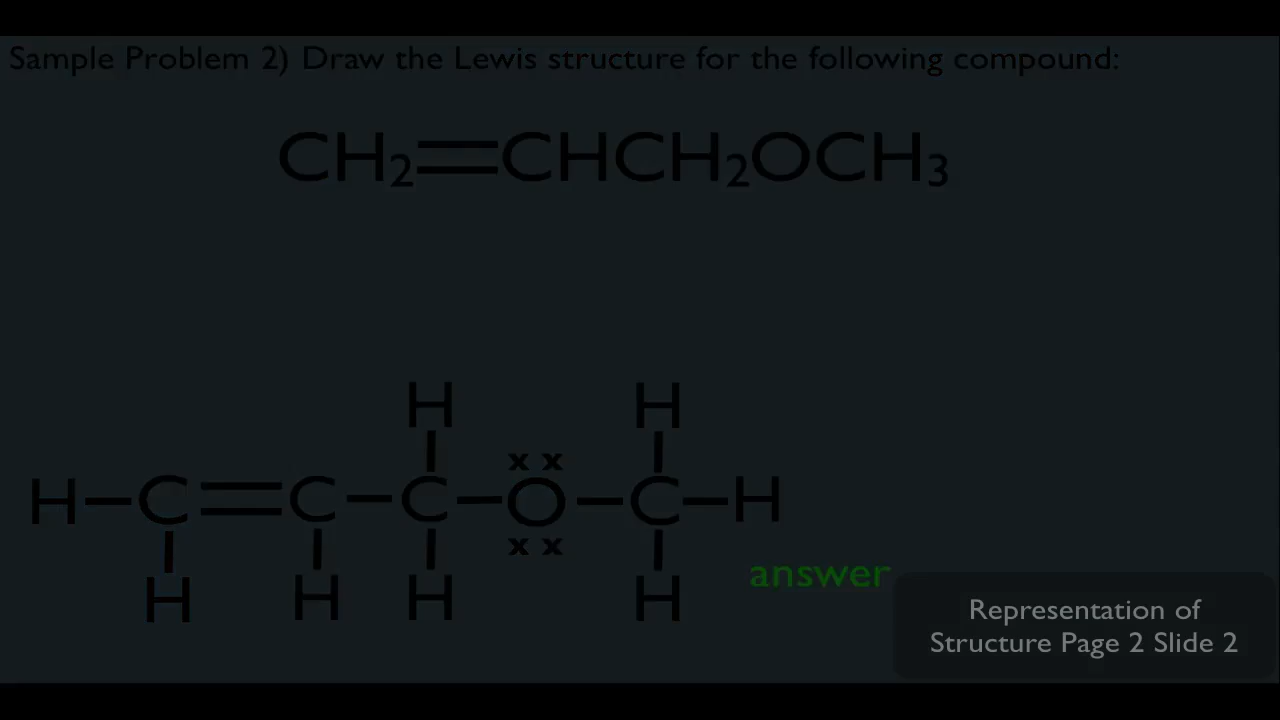 Sample Problem 2) Draw the Lewis structure for the following compound:
CH₂=CHCH₂OCH₃
H H
x x
H C C C O C H
x x
H H H H
answer
Representation of
Structure Page 2 Slide 2